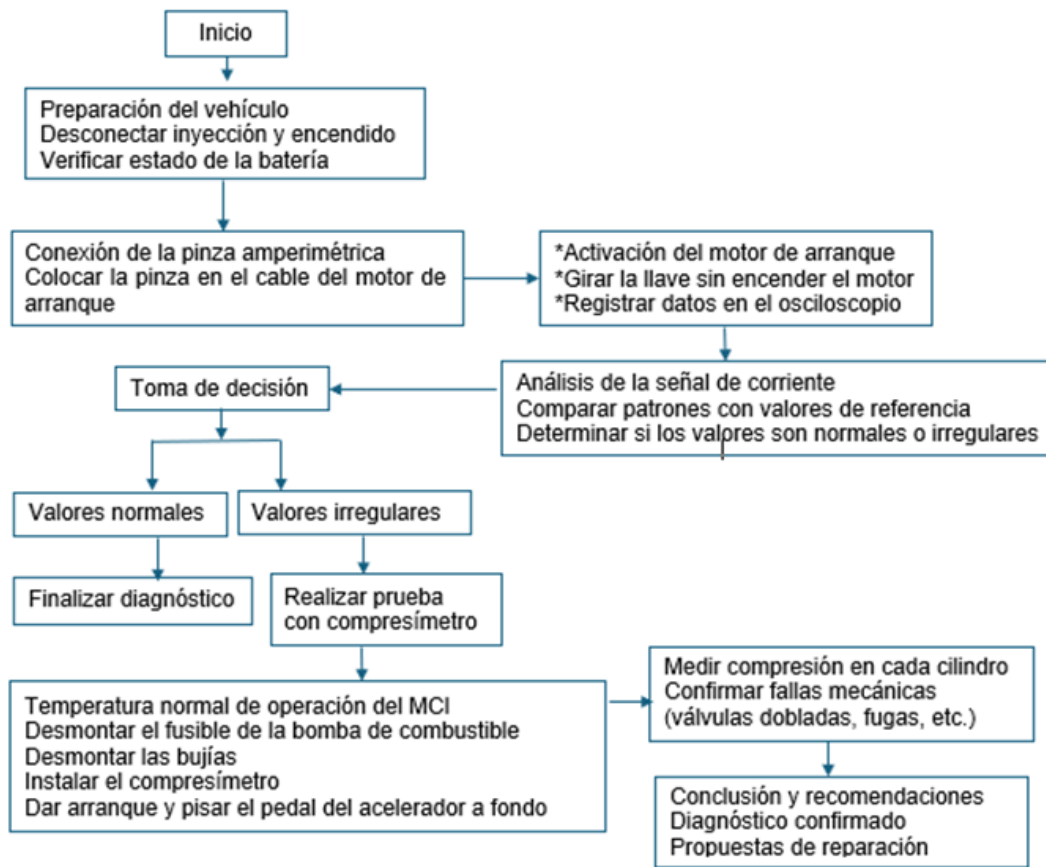 Inicio
Preparación del vehículo
Desconectar inyección y encendido
Verificar estado de la batería
Conexión de la pinza amperimétrica
Colocar la pinza en el cable del motor de
arranque
*Activación del motor de arranque
*Girar la llave sin encender el motor
*Registrar datos en el osciloscopio
Análisis de la señal de corriente
Comparar patrones con valores de referencia
Determinar si los valores son normales o irregulares
Toma de decisión
Valores normales
Valores irregulares
Finalizar diagnóstico
Realizar prueba
con compresímetro
Temperatura normal de operación del MCI
Desmontar el fusible de la bomba de combustible
Desmontar las bujías
Instalar el compresímetro
Dar arranque y pisar el pedal del acelerador a fondo
Medir compresión en cada cilindro
Confirmar fallas mecánicas
(válvulas dobladas, fugas, etc.)
Conclusión y recomendaciones
Diagnóstico confirmado
Propuestas de reparación